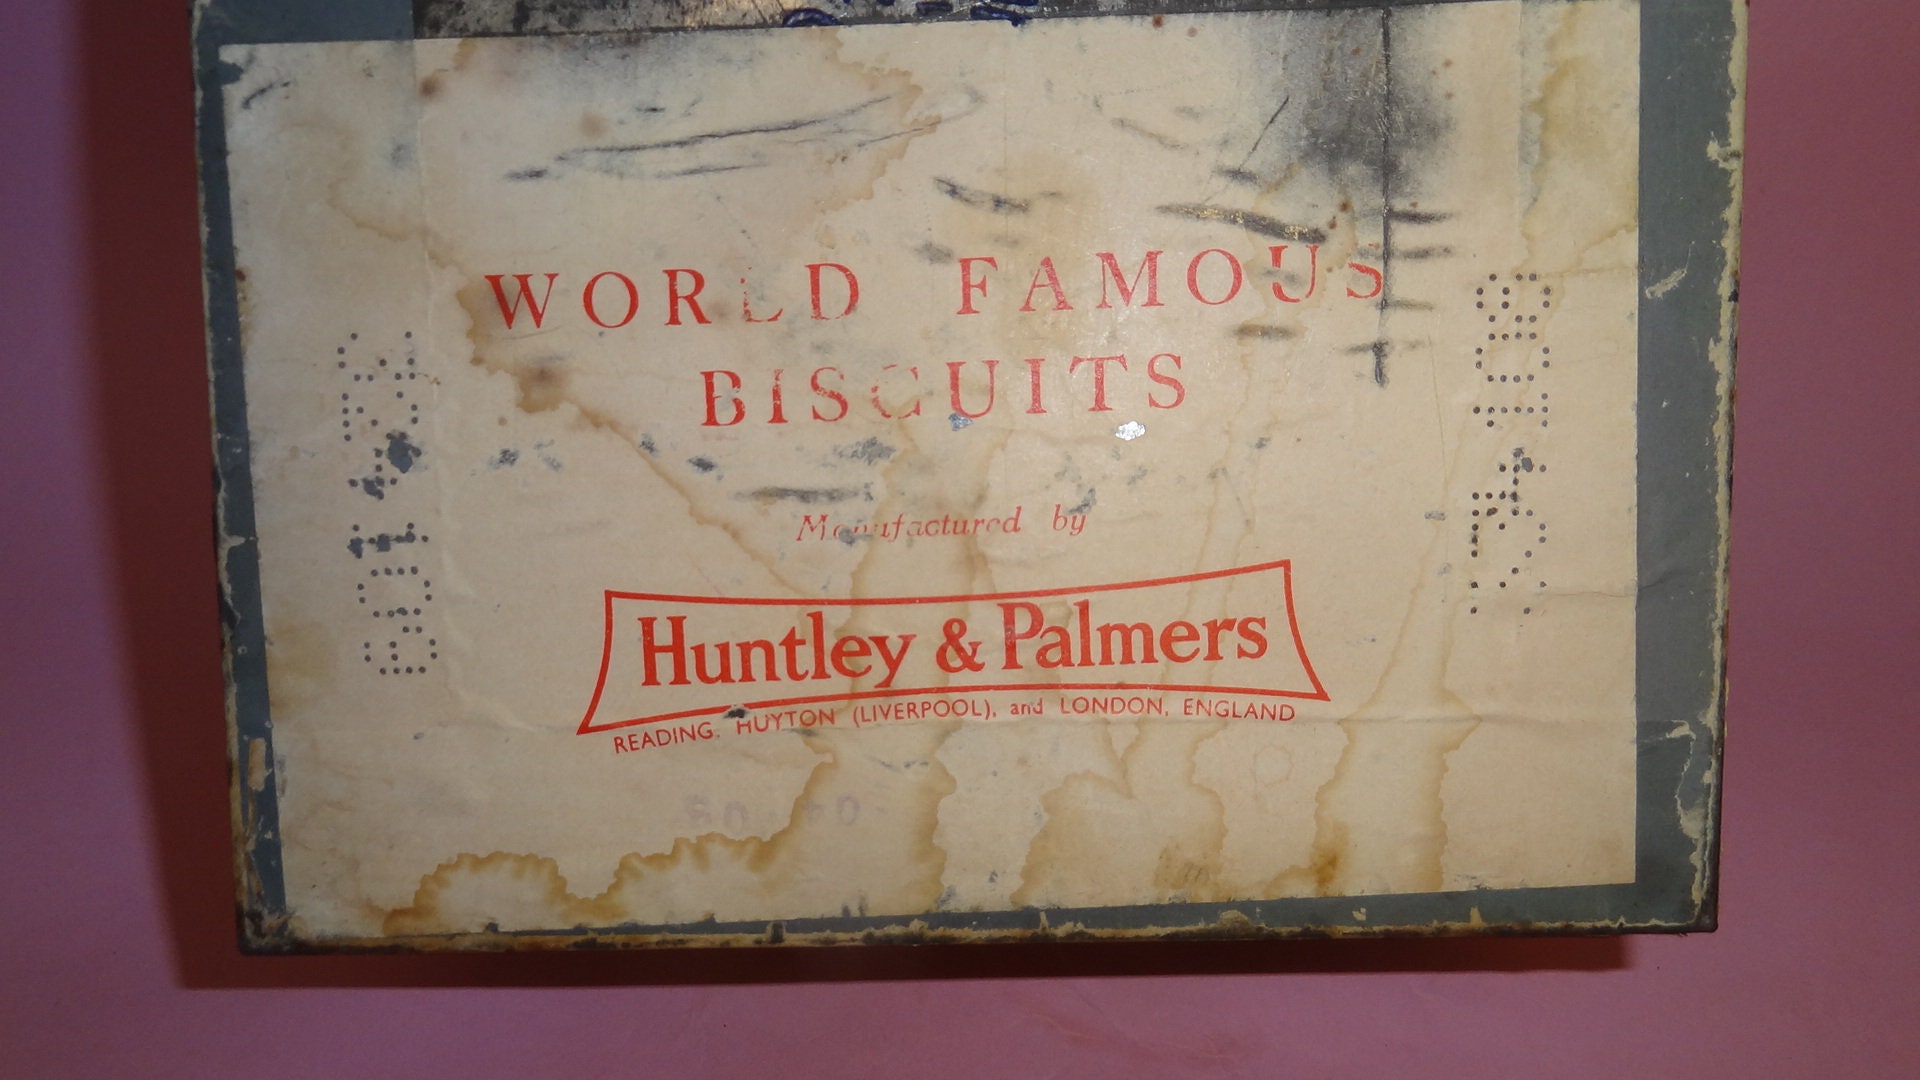 WORLD FAMOUS
BISCUITS
Manufactured by
Huntley & Palmers
READING, HUYTON (LIVERPOOL), and LONDON, ENGLAND